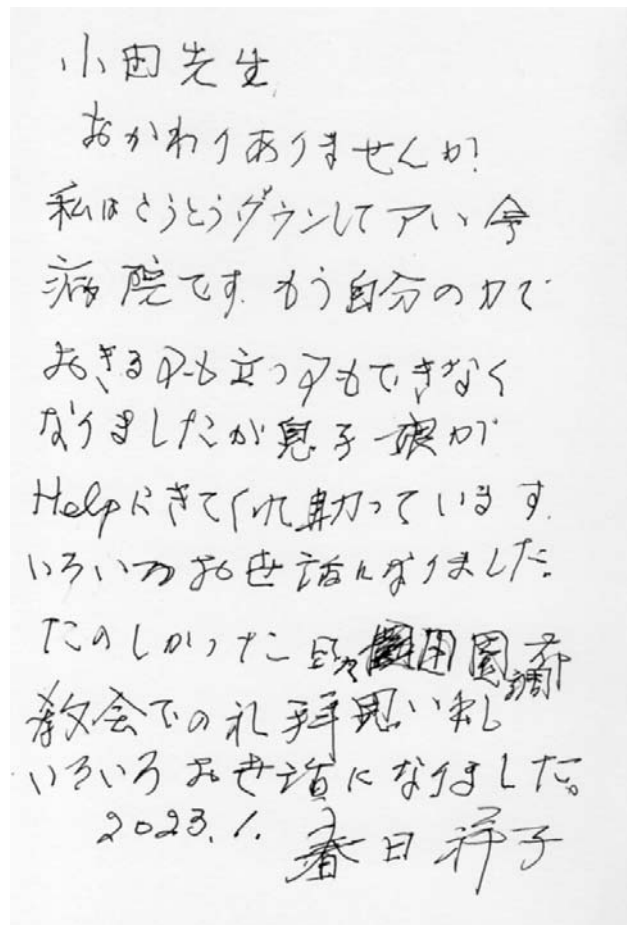 小田先生
おかわりありませんか?
私はとうとうダウンしてアい今
病院です.もう自分の力で
おきる事も立つ事もできなく
なりましたが息子娘が
Helpにきてくれ助っています.
いろいろお世話になりました。
たのしかった日々田園調布
教会での礼拝思い出し
いろいろお世話になりました。
2023.1. 春日祥子